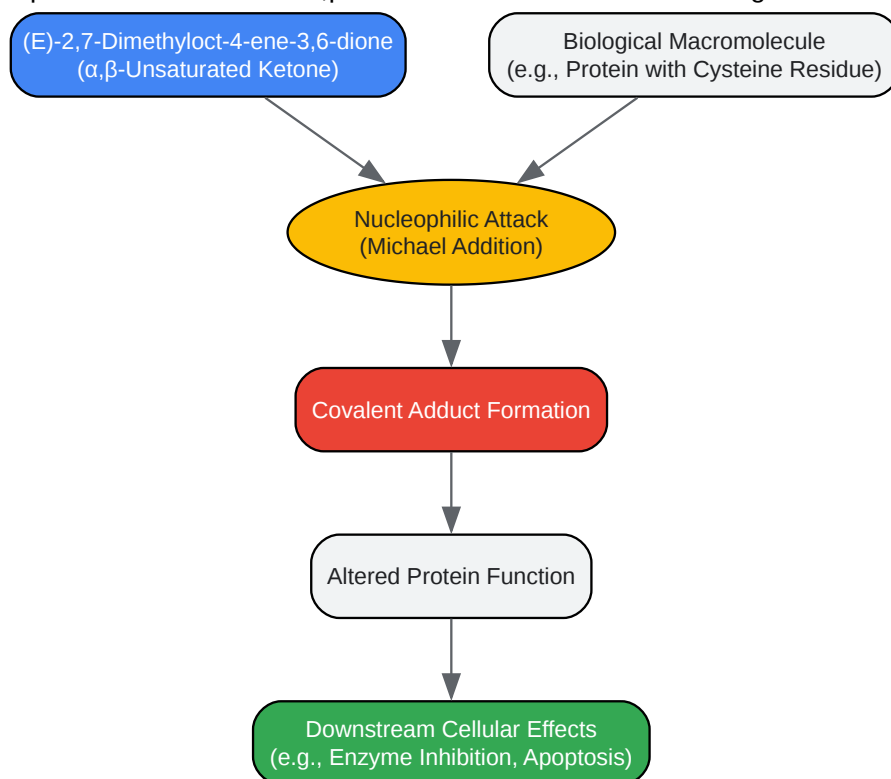 (E)-2,7-Dimethyloct-4-ene-3,6-dione
(α,β-Unsaturated Ketone)
Biological Macromolecule
(e.g., Protein with Cysteine Residue)
Nucleophilic Attack
(Michael Addition)
Covalent Adduct Formation
Altered Protein Function
Downstream Cellular Effects
(e.g., Enzyme Inhibition, Apoptosis)